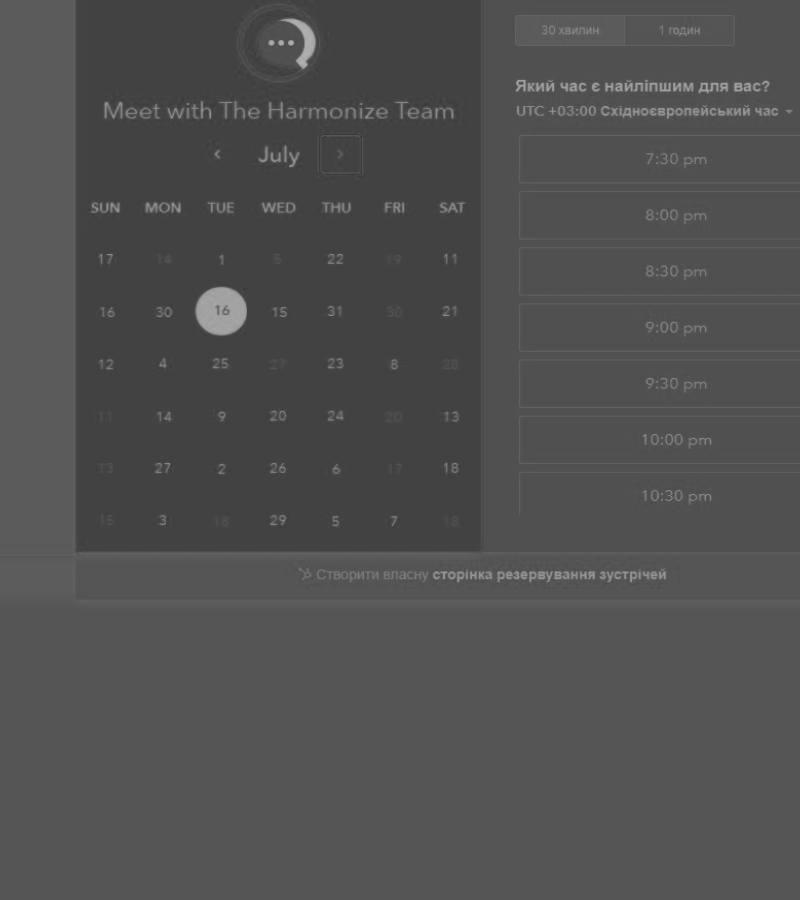 Meet with The Harmonize Team
July
SUN MON TUE WED THU FRI SAT
17 14 1 5 22 19 11
16 30 16 15 31 30 21
12 4 25 27 23 8 28
11 14 9 20 24 20 13
13 27 2 26 6 17 18
15 3 18 29 5 7 18
30 хвилин 1 годин
Який час є найліпшим для вас?
UTC +03:00 Східноєвропейський час
7:30 pm
8:00 pm
8:30 pm
9:00 pm
9:30 pm
10:00 pm
10:30 pm
Створити власну сторінка резервування зустрічей